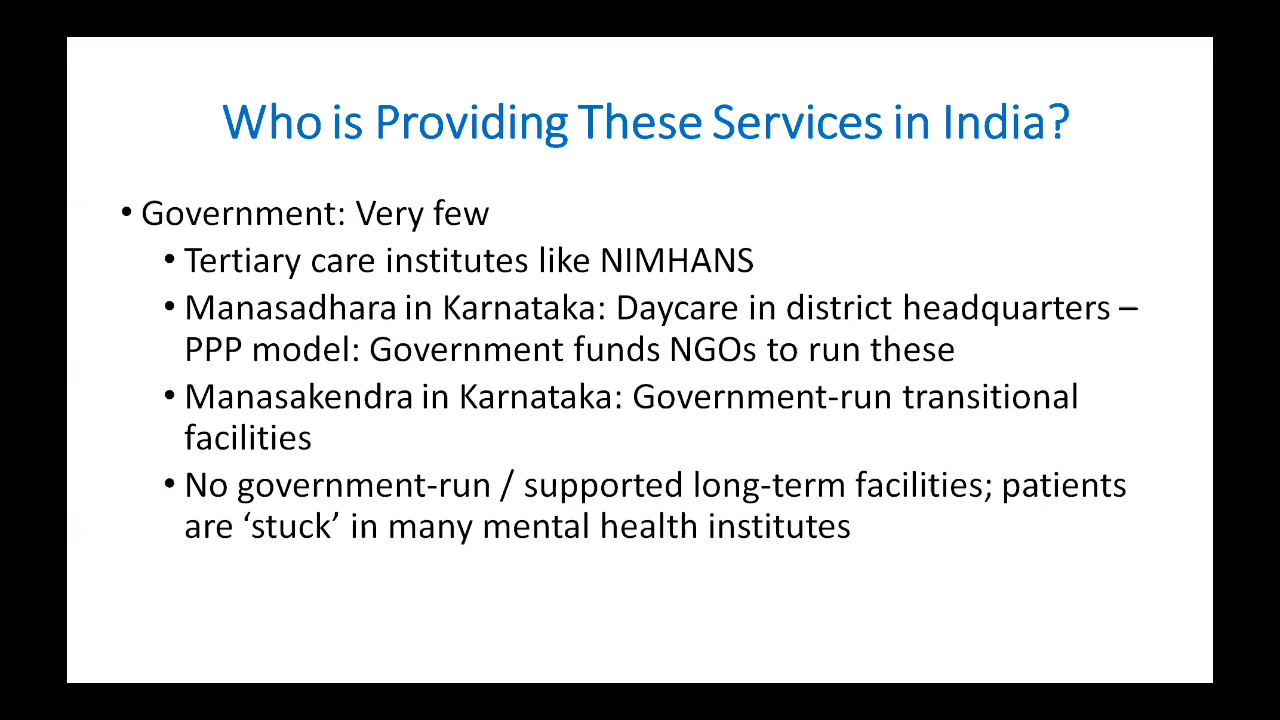 Who is Providing These Services in India?
• Government: Very few
• Tertiary care institutes like NIMHANS
• Manasadhara in Karnataka: Daycare in district headquarters –
PPP model: Government funds NGOs to run these
• Manasakendra in Karnataka: Government-run transitional
facilities
• No government-run / supported long-term facilities; patients
are ‘stuck’ in many mental health institutes